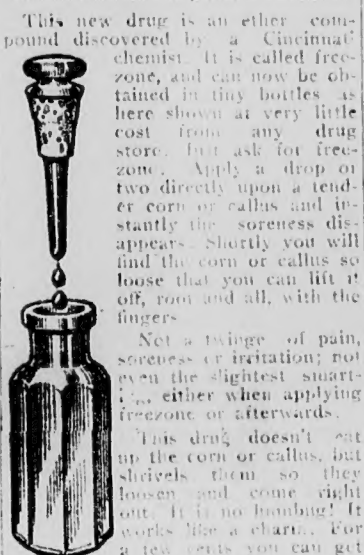 This new drug is an ether com-
pound discovered by a Cincinnati
chemist. It is called free-
zone, and can now be ob-
tained in tiny bottles as
here shown at very little
cost from any drug
store. Just ask for free-
zone. Apply a drop or
two directly upon a tend-
er corn or callus and in-
stantly the soreness dis-
appears. Shortly you will
find the corn or callus so
loose that you can lift it
off, root and all, with the
fingers.
Not a twinge of pain,
soreness or irritation; not
even the slightest smart-
ing, either when applying
freezone or afterwards.
This drug doesn't eat
up the corn or callus, but
shrivels them so they
loosen and come right
out. It is no humbug! It
works like a charm. For
a few cents you can get